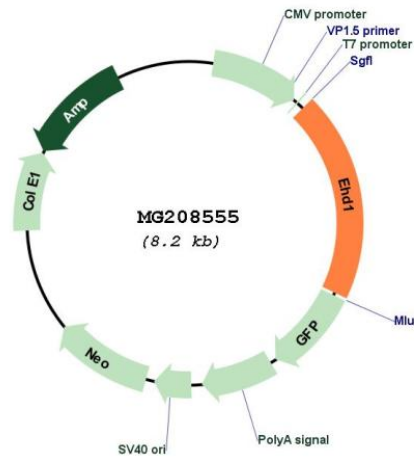 CMV promoter
VP1.5 primer
T7 promoter
SgfI
Amp
Ehd1
Col E1
MG208555
(8.2 kb)
MluI
GFP
Neo
PolyA signal
SV40 ori